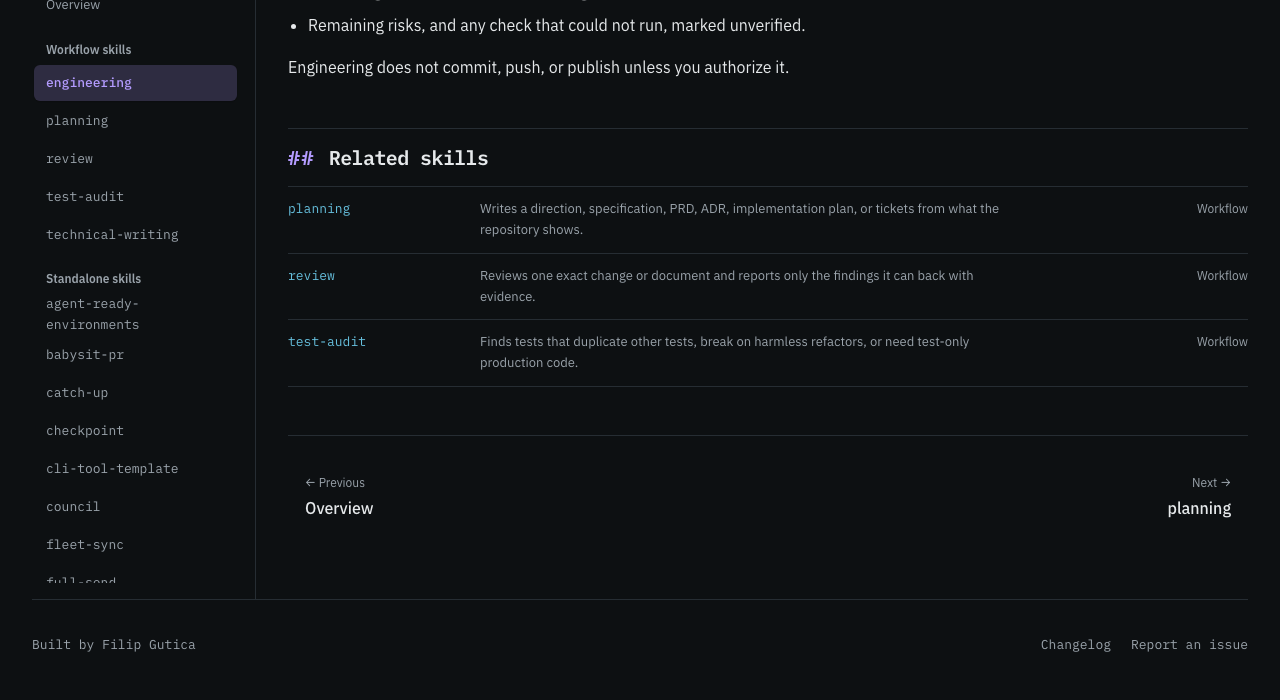 Overview
Workflow skills
engineering
planning
review
test-audit
technical-writing
Standalone skills
agent-ready-
environments
babysit-pr
catch-up
checkpoint
cli-tool-template
council
fleet-sync
full-send
• Remaining risks, and any check that could not run, marked unverified.
Engineering does not commit, push, or publish unless you authorize it.
## Related skills
planning
Writes a direction, specification, PRD, ADR, implementation plan, or tickets from what the
repository shows.
Workflow
review
Reviews one exact change or document and reports only the findings it can back with
evidence.
Workflow
test-audit
Finds tests that duplicate other tests, break on harmless refactors, or need test-only
production code.
Workflow
← Previous
Overview
Next →
planning
Built by Filip Gutica
Changelog
Report an issue